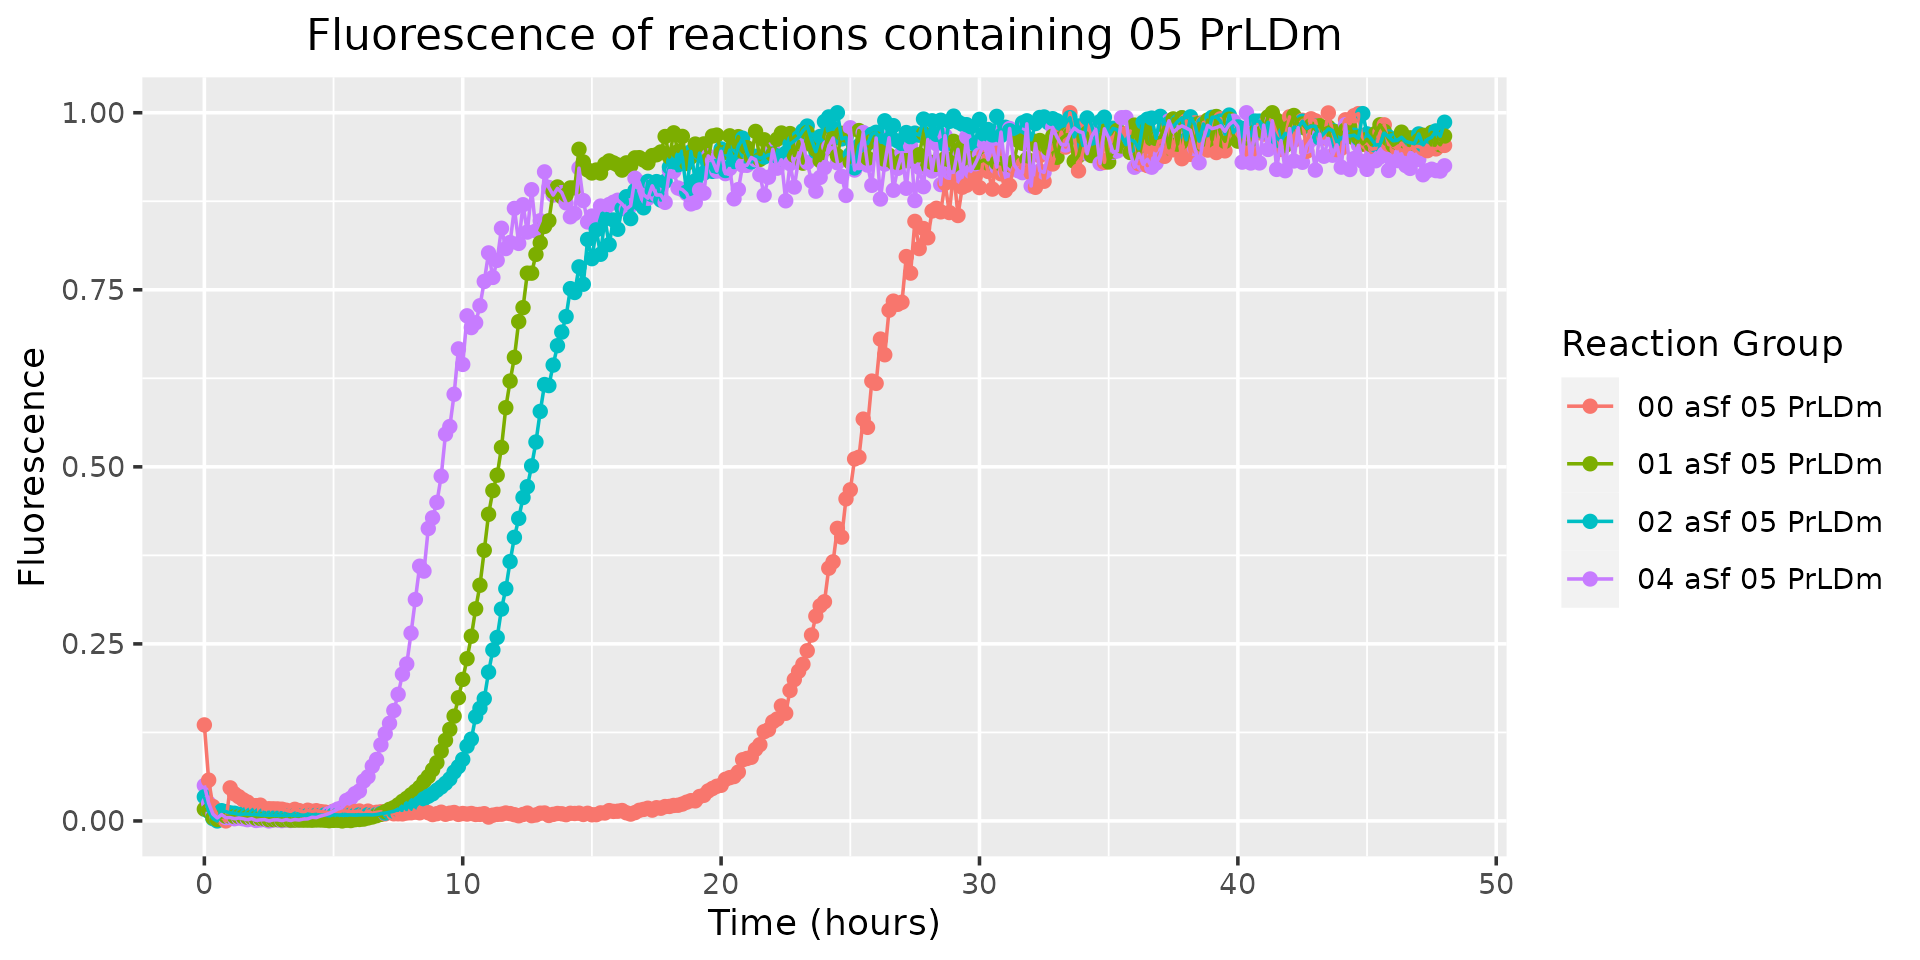 Fluorescence of reactions containing 05 PrLDm
1.00
0.75
0.50
0.25
0.00
Fluorescence
0 10 20 30 40 50
Time (hours)
Reaction Group
00 aSf 05 PrLDm
01 aSf 05 PrLDm
02 aSf 05 PrLDm
04 aSf 05 PrLDm